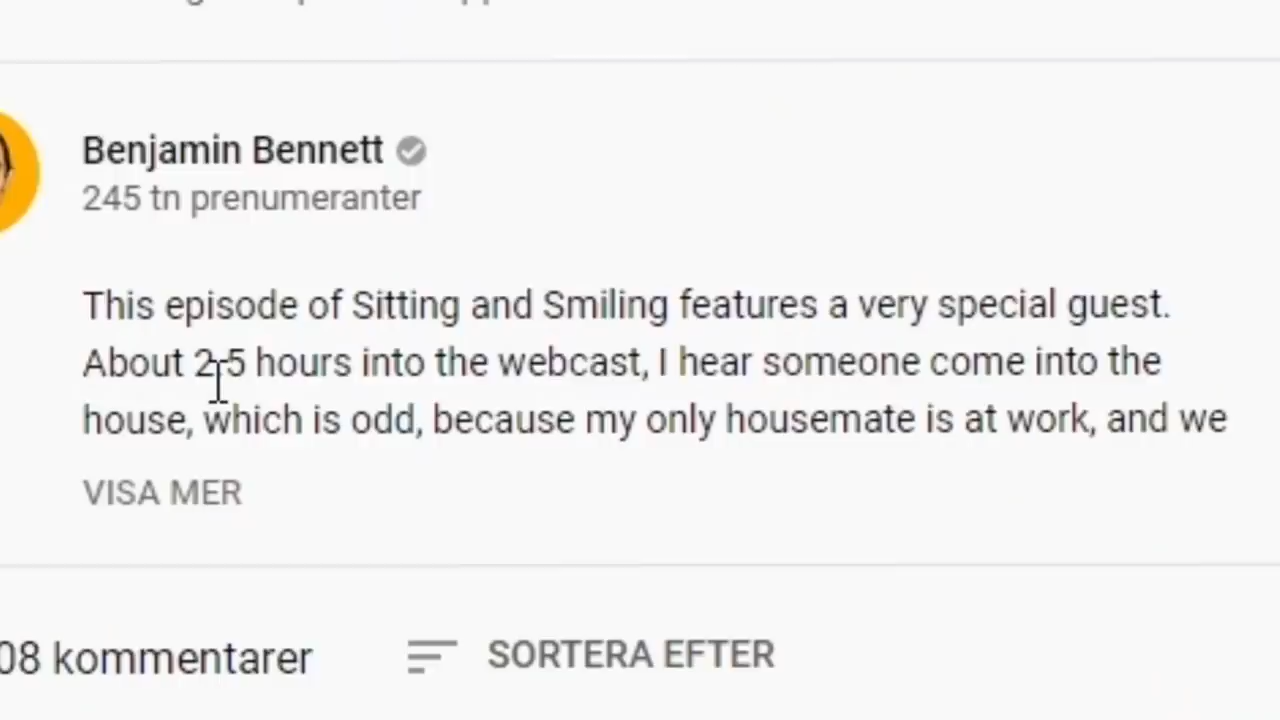 Benjamin Bennett
245 tn prenumeranter
This episode of Sitting and Smiling features a very special guest.
About 2.5 hours into the webcast, I hear someone come into the
house, which is odd, because my only housemate is at work, and we
VISA MER
08 kommentarer
SORTERA EFTER